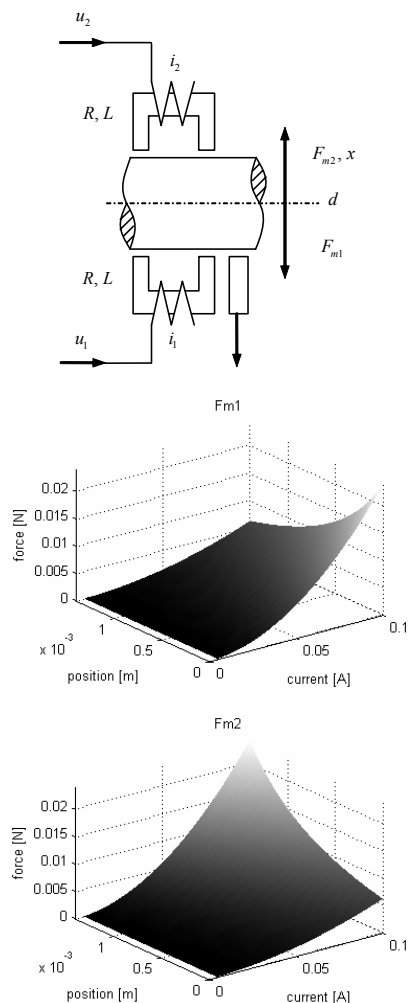 u₂
i₂
R, L
Fₘ₂, x
d
Fₘ₁
R, L
u₁
i₁
Fm1
0.02
0.015
0.01
0.005
0
force [N]
1
0.5
0
x 10⁻³
position [m]
0
0.05
0.1
current [A]
Fm2
0.02
0.015
0.01
0.005
0
force [N]
1
0.5
0
x 10⁻³
position [m]
0
0.05
0.1
current [A]